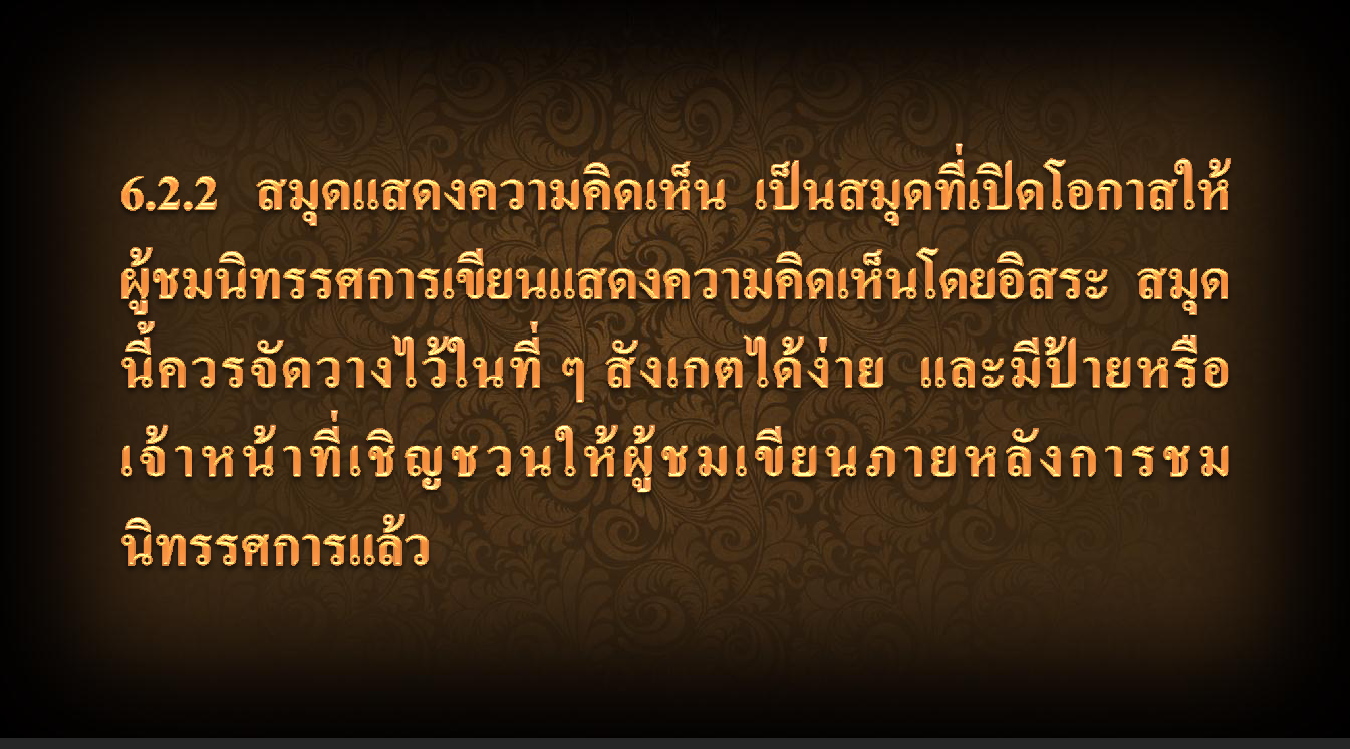 6.2.2 สมุดแสดงความคิดเห็น เป็นสมุดที่เปิดโอกาสให้
ผู้ชมนิทรรศการเขียนแสดงความคิดเห็นโดยอิสระ สมุด
นี้ควรจัดวางไว้ในที่ ๆ สังเกตได้ง่าย และมีป้ายหรือ
เจ้าหน้าที่เชิญชวนให้ผู้ชมเขียนภายหลังการชม
นิทรรศการแล้ว